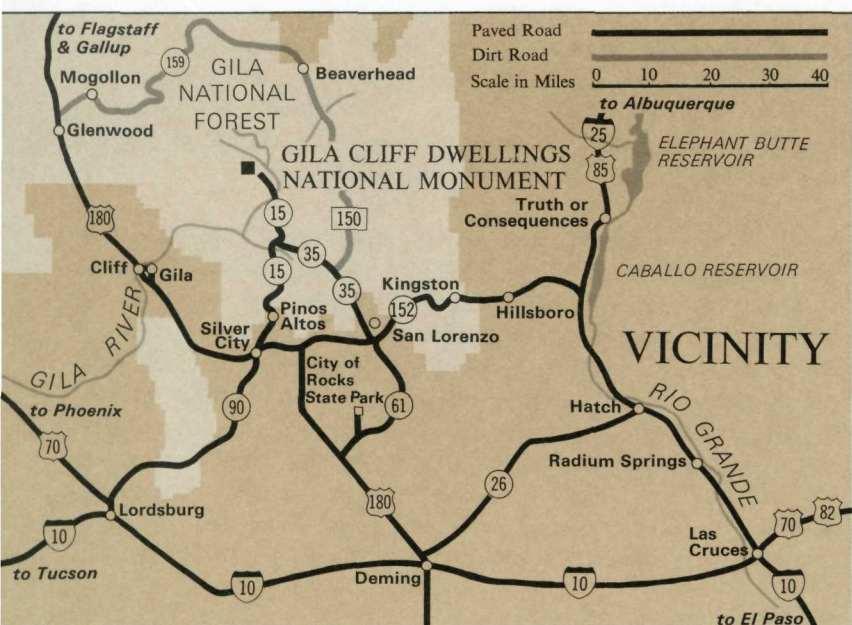 to Flagstaff
& Gallup
Paved Road
Dirt Road
Scale in Miles
0 10 20 30 40
159
Mogollon
GILA
NATIONAL
FOREST
Beaverhead
to Albuquerque
Glenwood
25
ELEPHANT BUTTE
RESERVOIR
GILA CLIFF DWELLINGS
NATIONAL MONUMENT
85
180
15
150
Truth or
Consequences
35
Cliff
Gila
15
35
Kingston
CABALLO RESERVOIR
152
Hillsboro
Pinos
Altos
San Lorenzo
Silver
City
GILA RIVER
VICINITY
City of
Rocks
State Park
to Phoenix
90
61
Hatch
RIO GRANDE
70
Radium Springs
26
180
Lordsburg
10
Las
Cruces
70
82
to Tucson
Deming
10
10
10
to El Paso